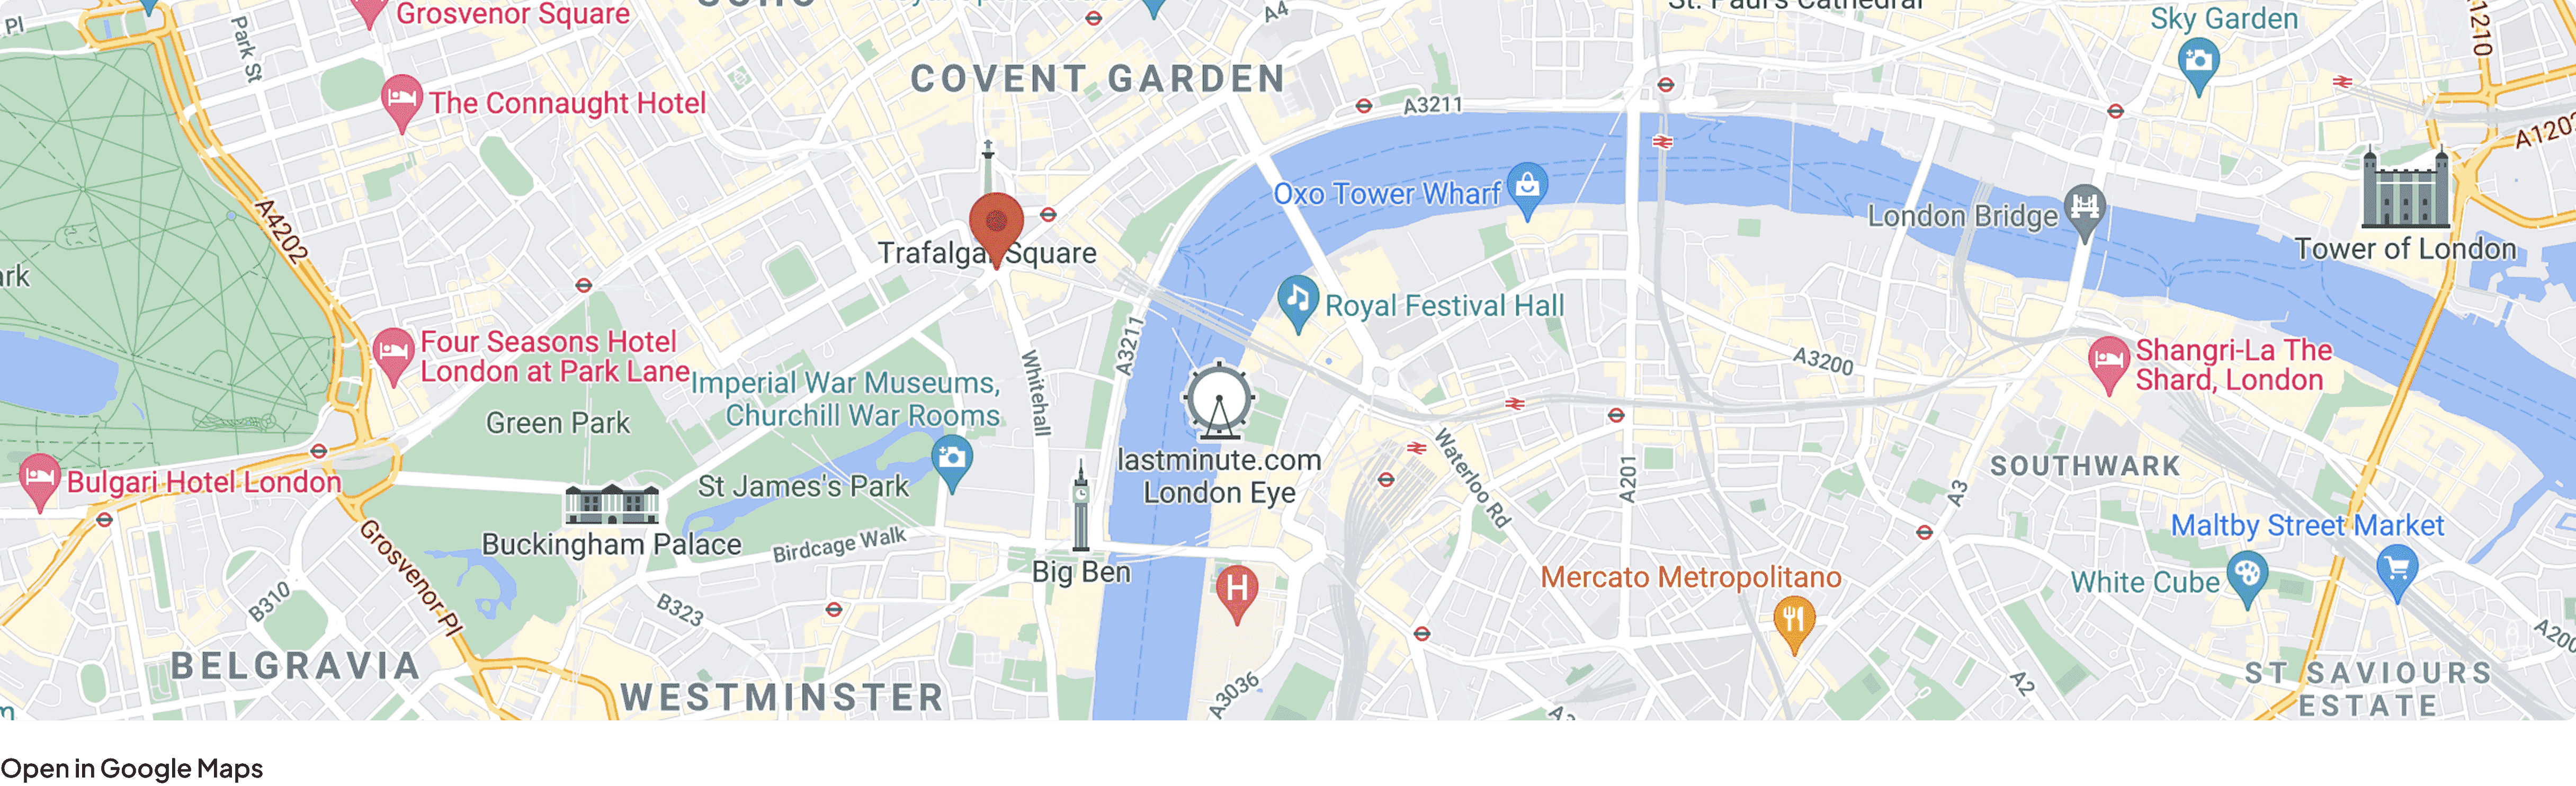 Pl
Park St
Grosvenor Square
A4
Sky Garden
A1210
COVENT GARDEN
The Connaught Hotel
A3211
A1203
A4202
Oxo Tower Wharf
London Bridge
Trafalgar Square
Tower of London
ark
Royal Festival Hall
Four Seasons Hotel
London at Park Lane
A3211
Whitehall
A3200
Shangri-La The
Shard, London
Imperial War Museums,
Churchill War Rooms
Green Park
lastminute.com
London Eye
Waterloo Rd
A201
SOUTHWARK
A3
Bulgari Hotel London
St James's Park
Maltby Street Market
Buckingham Palace
Birdcage Walk
Grosvenor Pl
Big Ben
H
Mercato Metropolitano
White Cube
B310
B323
A200
BELGRAVIA
WESTMINSTER
A3036
A2
ST SAVIOURS
ESTATE
m
Open in Google Maps